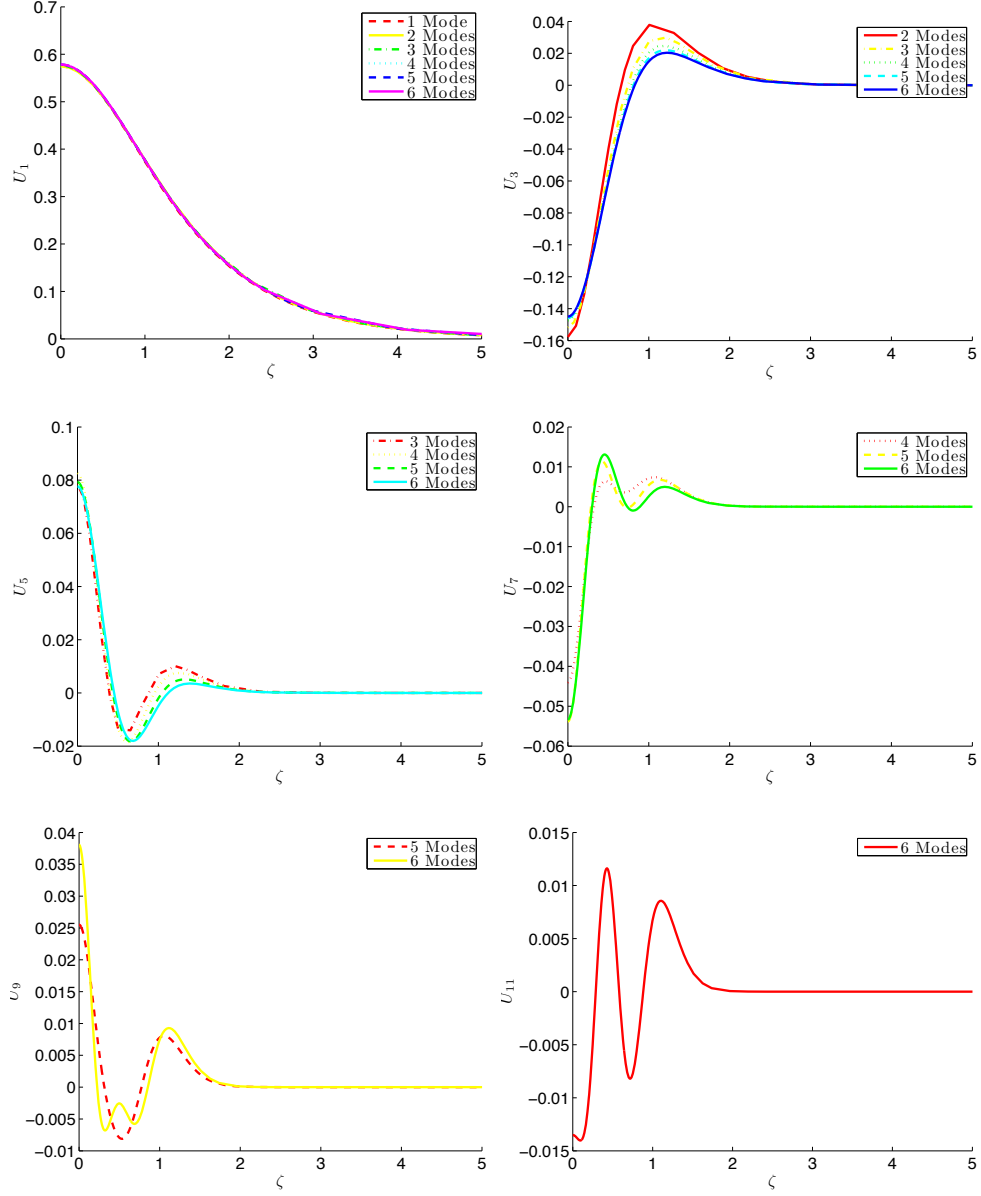 0.7
0.6
0.5
0.4
0.3
0.2
0.1
0
U1
0 1 2 3 4 5
ζ
1 Mode
2 Modes
3 Modes
4 Modes
5 Modes
6 Modes
0.04
0.02
0
−0.02
−0.04
−0.06
−0.08
−0.1
−0.12
−0.14
−0.16
U3
0 1 2 3 4 5
ζ
2 Modes
3 Modes
4 Modes
5 Modes
6 Modes
0.1
0.08
0.06
0.04
0.02
0
−0.02
U5
0 1 2 3 4 5
ζ
3 Modes
4 Modes
5 Modes
6 Modes
0.02
0.01
0
−0.01
−0.02
−0.03
−0.04
−0.05
−0.06
U7
0 1 2 3 4 5
ζ
4 Modes
5 Modes
6 Modes
0.04
0.035
0.03
0.025
0.02
0.015
0.01
0.005
0
−0.005
−0.01
U9
0 1 2 3 4 5
ζ
5 Modes
6 Modes
0.015
0.01
0.005
0
−0.005
−0.01
−0.015
U11
0 1 2 3 4 5
ζ
6 Modes